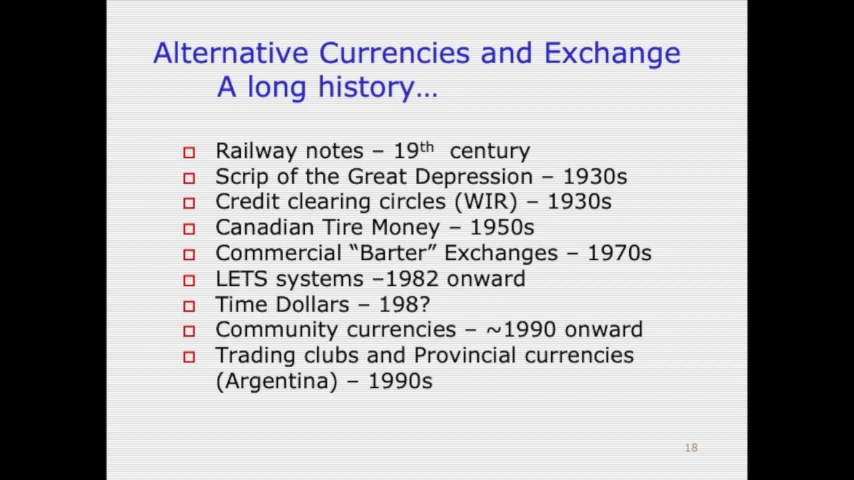 Alternative Currencies and Exchange
A long history…
Railway notes – 19th century
Scrip of the Great Depression – 1930s
Credit clearing circles (WIR) – 1930s
Canadian Tire Money – 1950s
Commercial “Barter” Exchanges – 1970s
LETS systems –1982 onward
Time Dollars – 198?
Community currencies – ~1990 onward
Trading clubs and Provincial currencies
(Argentina) – 1990s
18